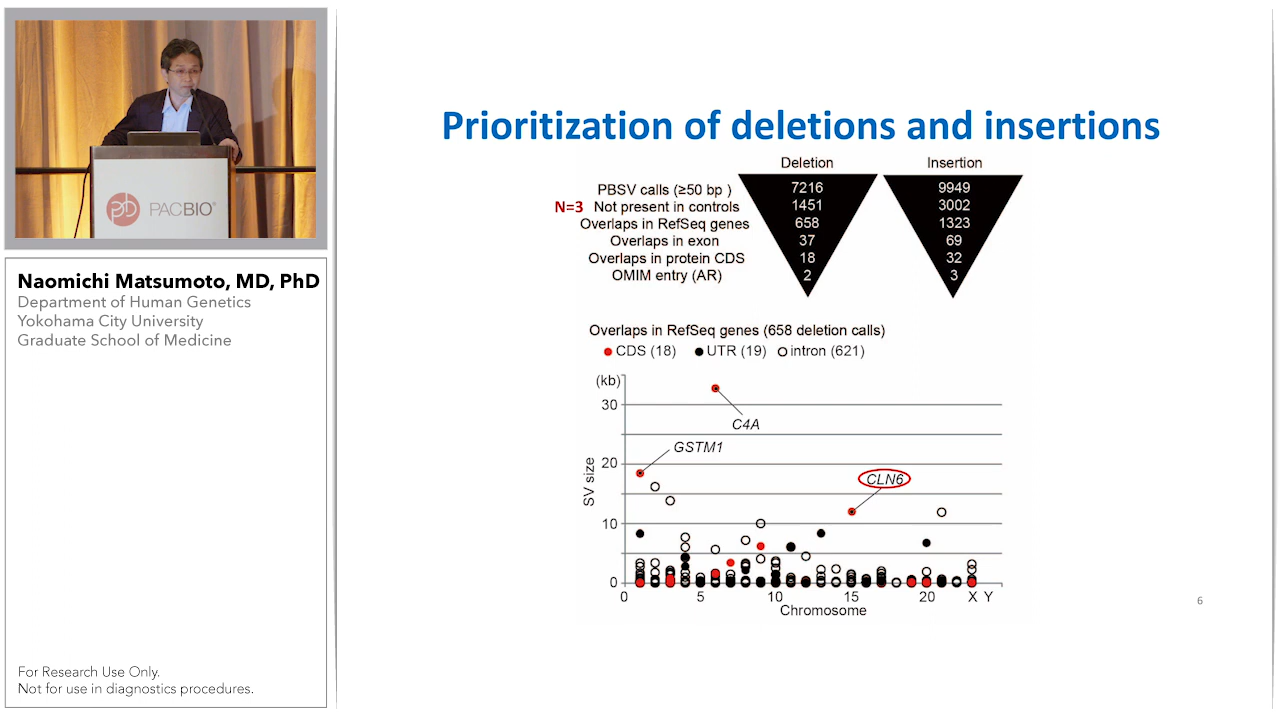 PACBIO®
Naomichi Matsumoto, MD, PhD
Department of Human Genetics
Yokohama City University
Graduate School of Medicine
For Research Use Only.
Not for use in diagnostics procedures.
Prioritization of deletions and insertions
Deletion Insertion
PBSV calls (≥50 bp ) 7216 9949
N=3 Not present in controls 1451 3002
Overlaps in RefSeq genes 658 1323
Overlaps in exon 37 69
Overlaps in protein CDS 18 32
OMIM entry (AR) 2 3
Overlaps in RefSeq genes (658 deletion calls)
CDS (18) UTR (19) intron (621)
(kb)
30
C4A
GSTM1
20
CLN6
SV size
10
0
0 5 10 15 20 X Y
Chromosome
6